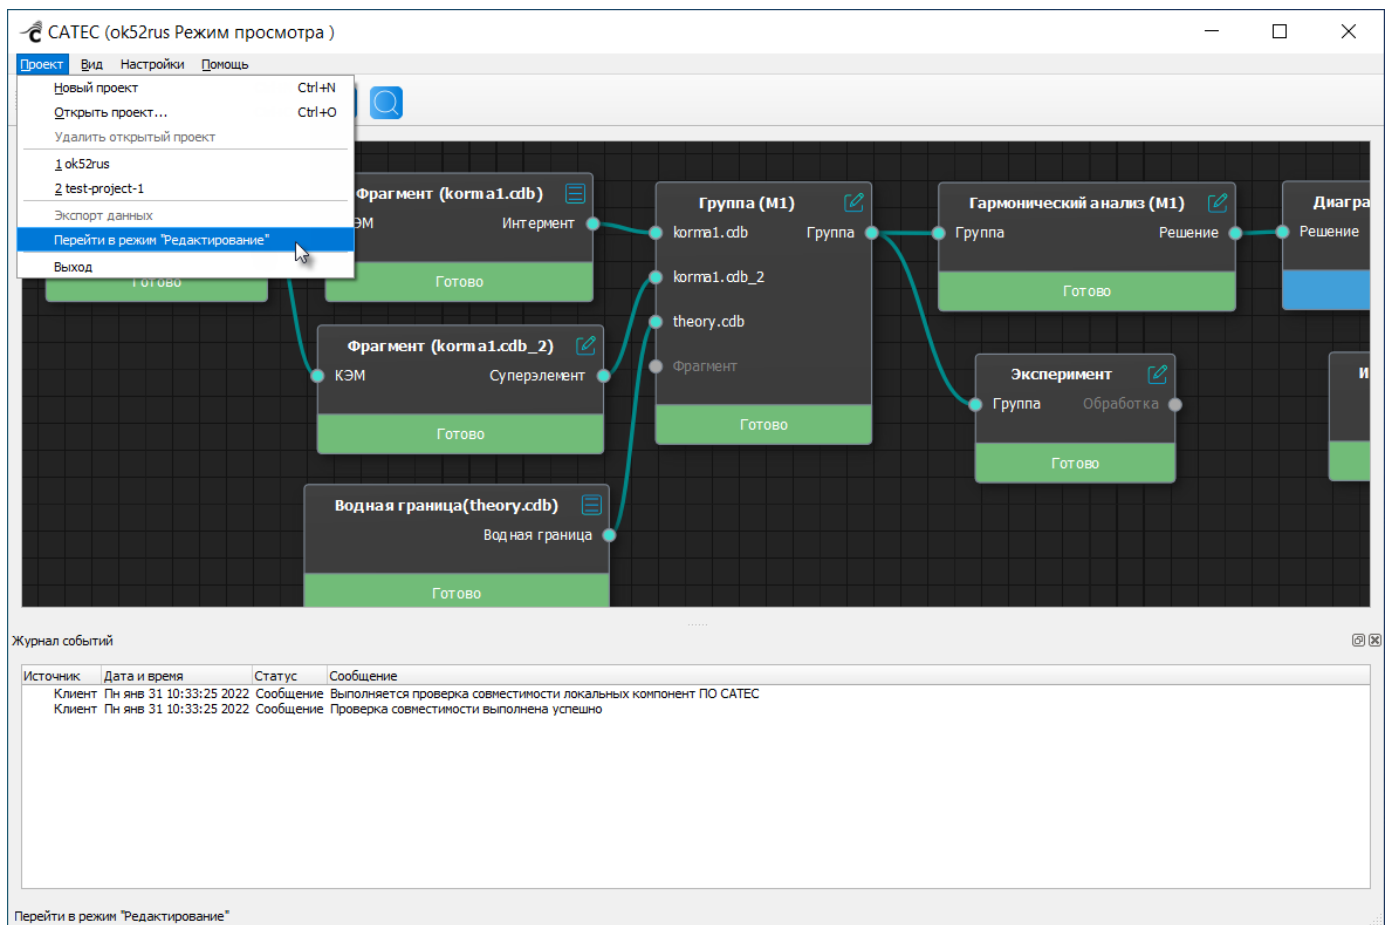 CATEC (ok52rus Режим просмотра )
Проект Вид Настройки Помощь
Новый проект Ctrl+N
Открыть проект... Ctrl+O
Удалить открытый проект
1 ok52rus
2 test-project-1
Экспорт данных
Перейти в режим "Редактирование"
Выход
Готово
Фрагмент (korma1.cdb)
КЭМ Интермент
Готово
Фрагмент (korma1.cdb_2)
КЭМ Суперэлемент
Готово
Водная граница(theory.cdb)
Водная граница
Готово
Группа (M1)
korma1.cdb Группа
korma1.cdb_2
theory.cdb
Фрагмент
Готово
Гармонический анализ (M1)
Группа Решение
Готово
Эксперимент
Группа Обработка
Готово
Диагра
Решение
И
Журнал событий
Источник Дата и время Статус Сообщение
Клиент Пн янв 31 10:33:25 2022 Сообщение Выполняется проверка совместимости локальных компонент ПО CATEC
Клиент Пн янв 31 10:33:25 2022 Сообщение Проверка совместимости выполнена успешно
Перейти в режим "Редактирование"